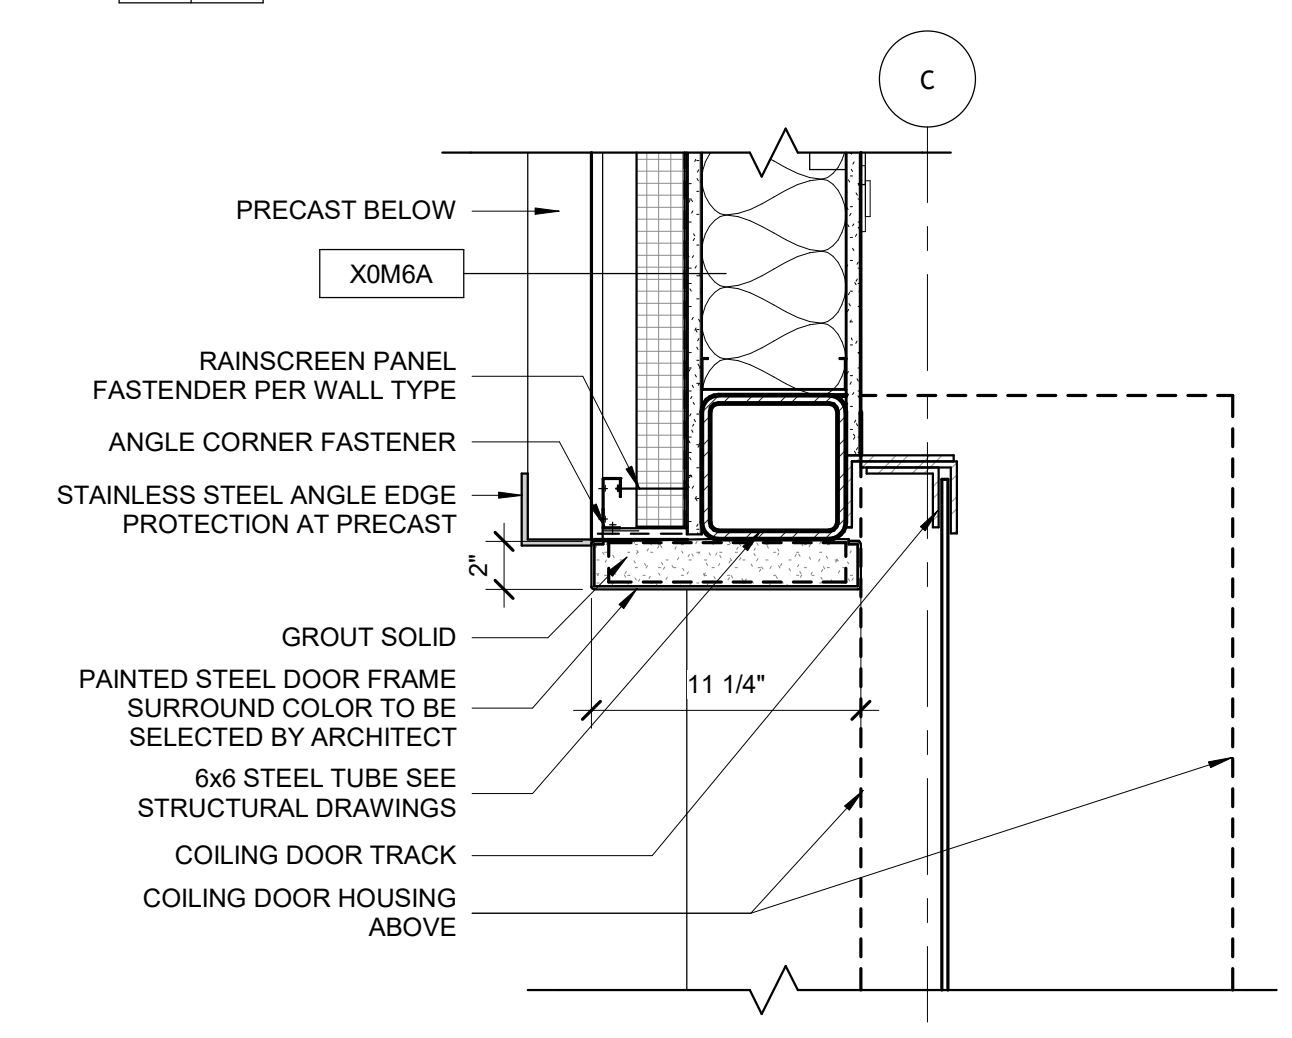 C
PRECAST BELOW
X0M6A
RAINSCREEN PANEL
FASTENDER PER WALL TYPE
ANGLE CORNER FASTENER
STAINLESS STEEL ANGLE EDGE
PROTECTION AT PRECAST
2"
GROUT SOLID
PAINTED STEEL DOOR FRAME
SURROUND COLOR TO BE
SELECTED BY ARCHITECT
11 1/4"
6x6 STEEL TUBE SEE
STRUCTURAL DRAWINGS
COILING DOOR TRACK
COILING DOOR HOUSING
ABOVE